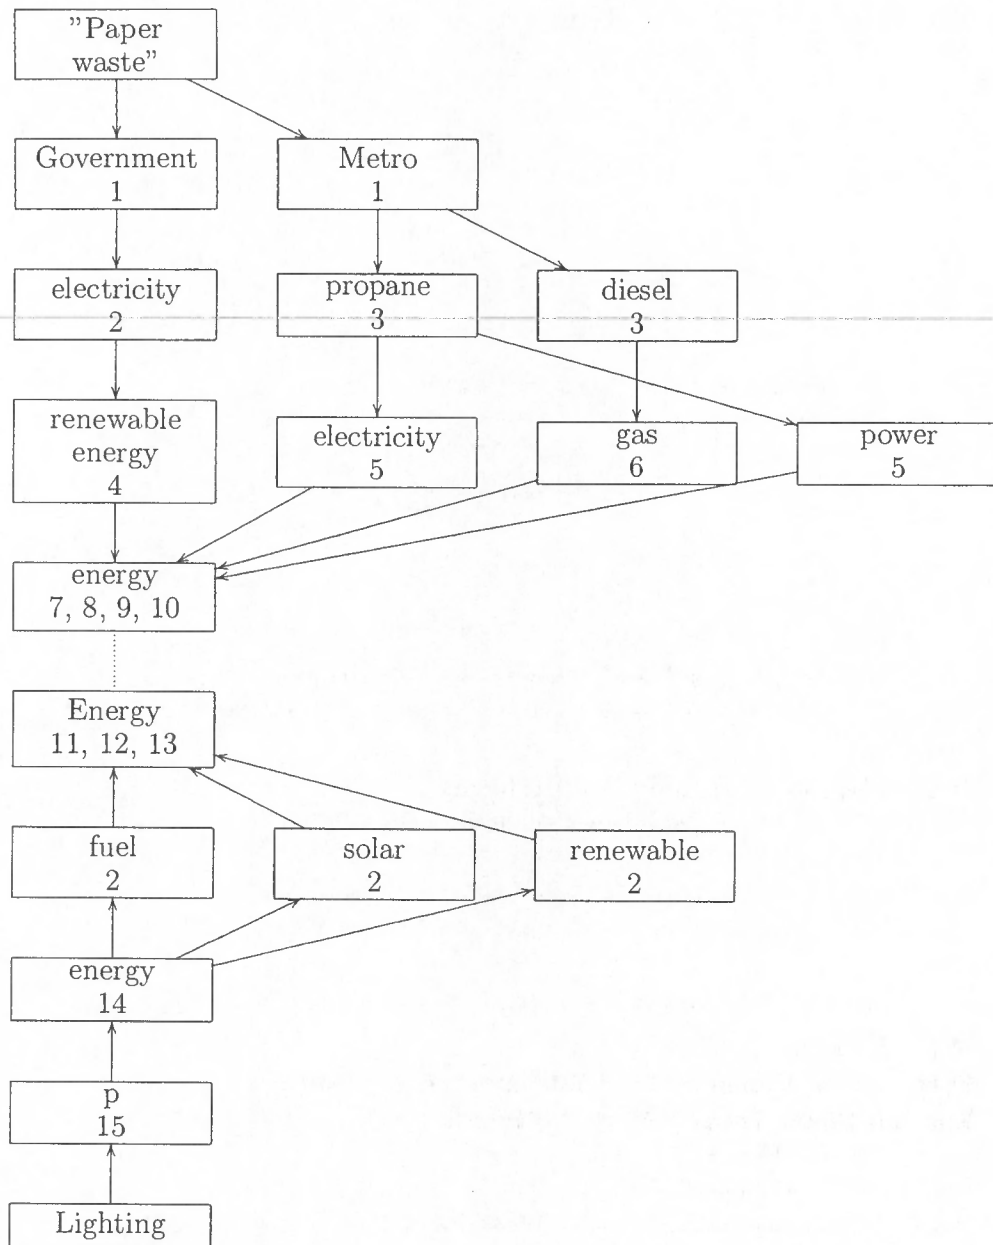 "Paper
waste"
Government
1
Metro
1
electricity
2
propane
3
diesel
3
renewable
energy
4
electricity
5
gas
6
power
5
energy
7, 8, 9, 10
Energy
11, 12, 13
fuel
2
solar
2
renewable
2
energy
14
p
15
Lighting